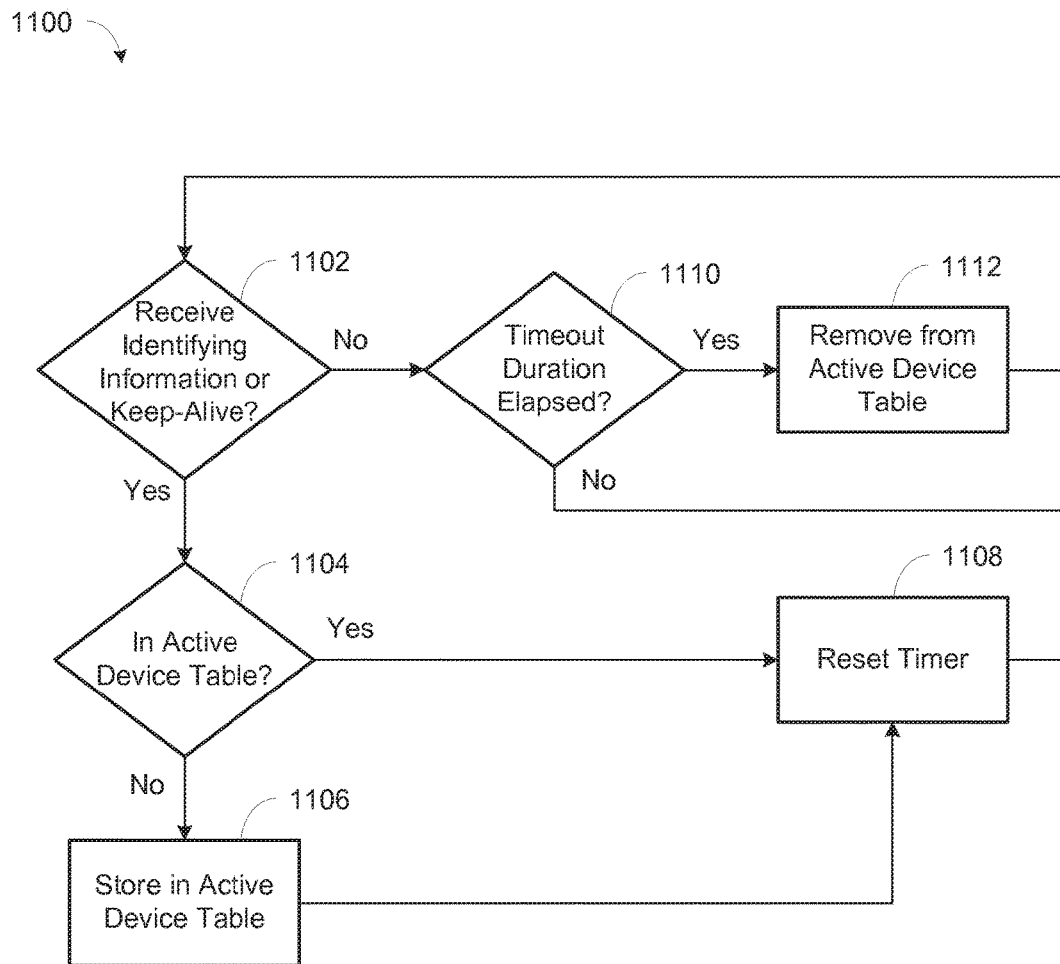 1100
1102
Receive
Identifying
Information or
Keep-Alive?
No
Yes
1110
Timeout
Duration
Elapsed?
Yes
No
1112
Remove from
Active Device
Table
1104
In Active
Device Table?
Yes
No
1108
Reset Timer
1106
Store in Active
Device Table